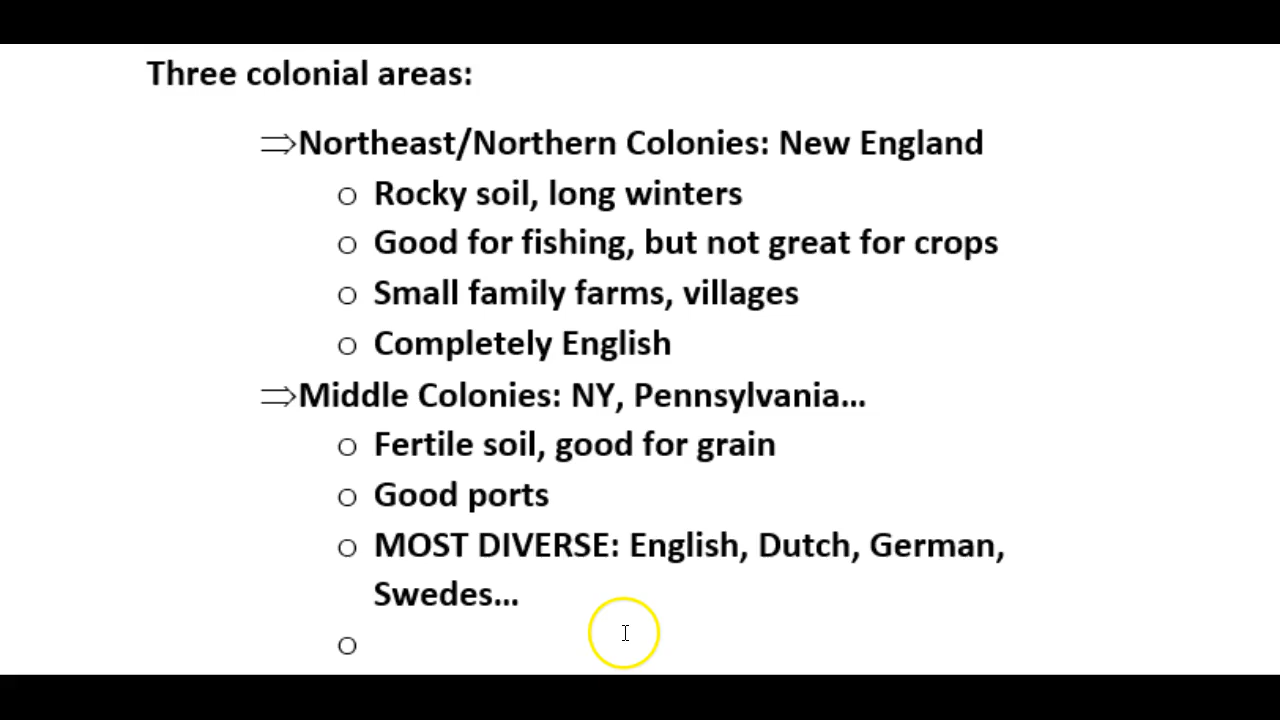 Three colonial areas:
⇒Northeast/Northern Colonies: New England
o Rocky soil, long winters
o Good for fishing, but not great for crops
o Small family farms, villages
o Completely English
⇒Middle Colonies: NY, Pennsylvania...
o Fertile soil, good for grain
o Good ports
o MOST DIVERSE: English, Dutch, German,
Swedes...
o